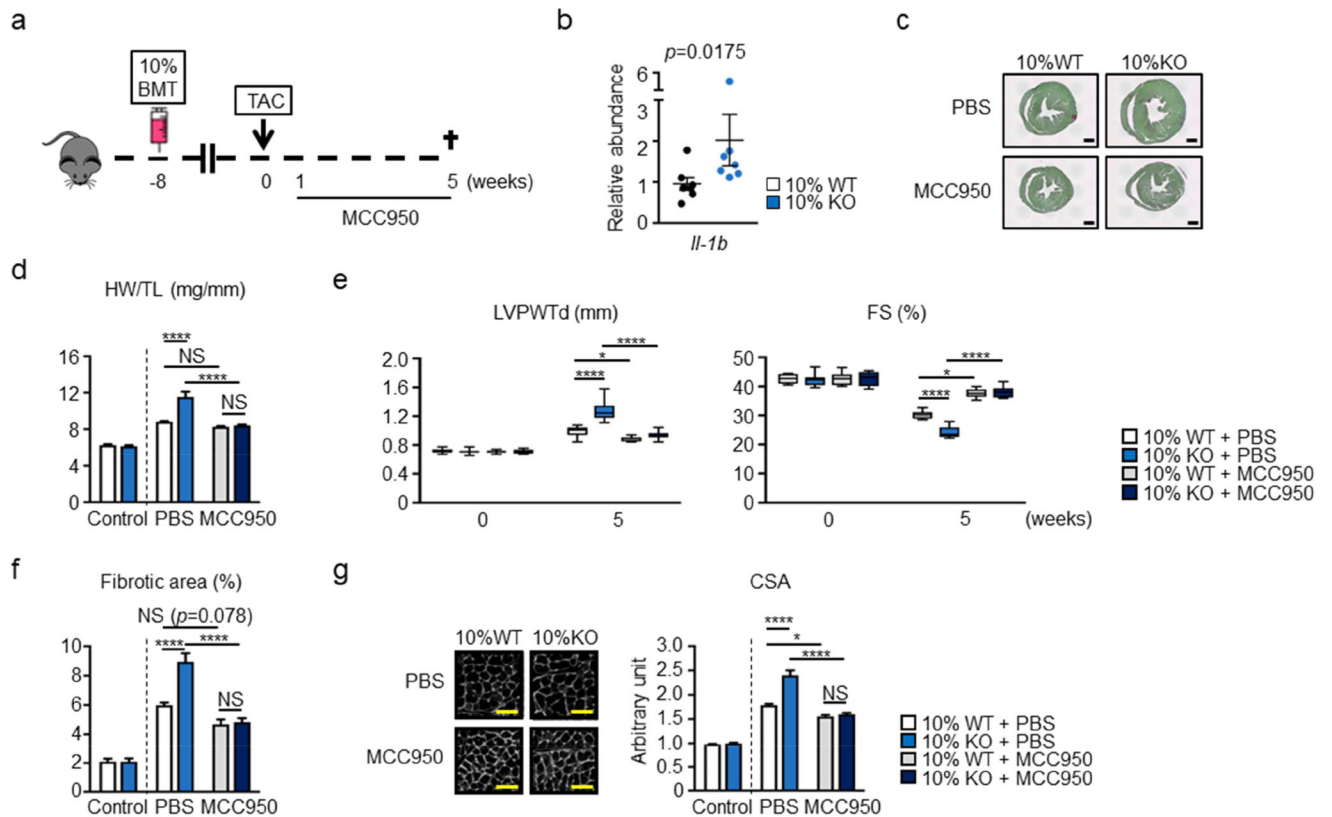 a
10%
BMT
TAC
-8
0
1
5
(weeks)
MCC950
b
p=0.0175
6
3
2
1
0
Relative abundance
Il-1b
10% WT
10% KO
c
10%WT
10%KO
PBS
MCC950
d
HW/TL (mg/mm)
16
12
8
4
0
****
NS
****
NS
Control
PBS
MCC950
e
LVPWTd (mm)
2.0
1.6
1.2
0.8
0.4
0
****
*
****
0
5
FS (%)
50
40
30
20
10
0
****
*
****
0
5
(weeks)
10% WT + PBS
10% KO + PBS
10% WT + MCC950
10% KO + MCC950
f
Fibrotic area (%)
NS (p=0.078)
10
8
6
4
2
0
****
****
NS
Control
PBS
MCC950
g
10%WT
10%KO
PBS
MCC950
CSA
Arbitrary unit
3.0
2.5
2.0
1.5
1.0
0.5
0
****
*
****
NS
Control
PBS
MCC950
10% WT + PBS
10% KO + PBS
10% WT + MCC950
10% KO + MCC950